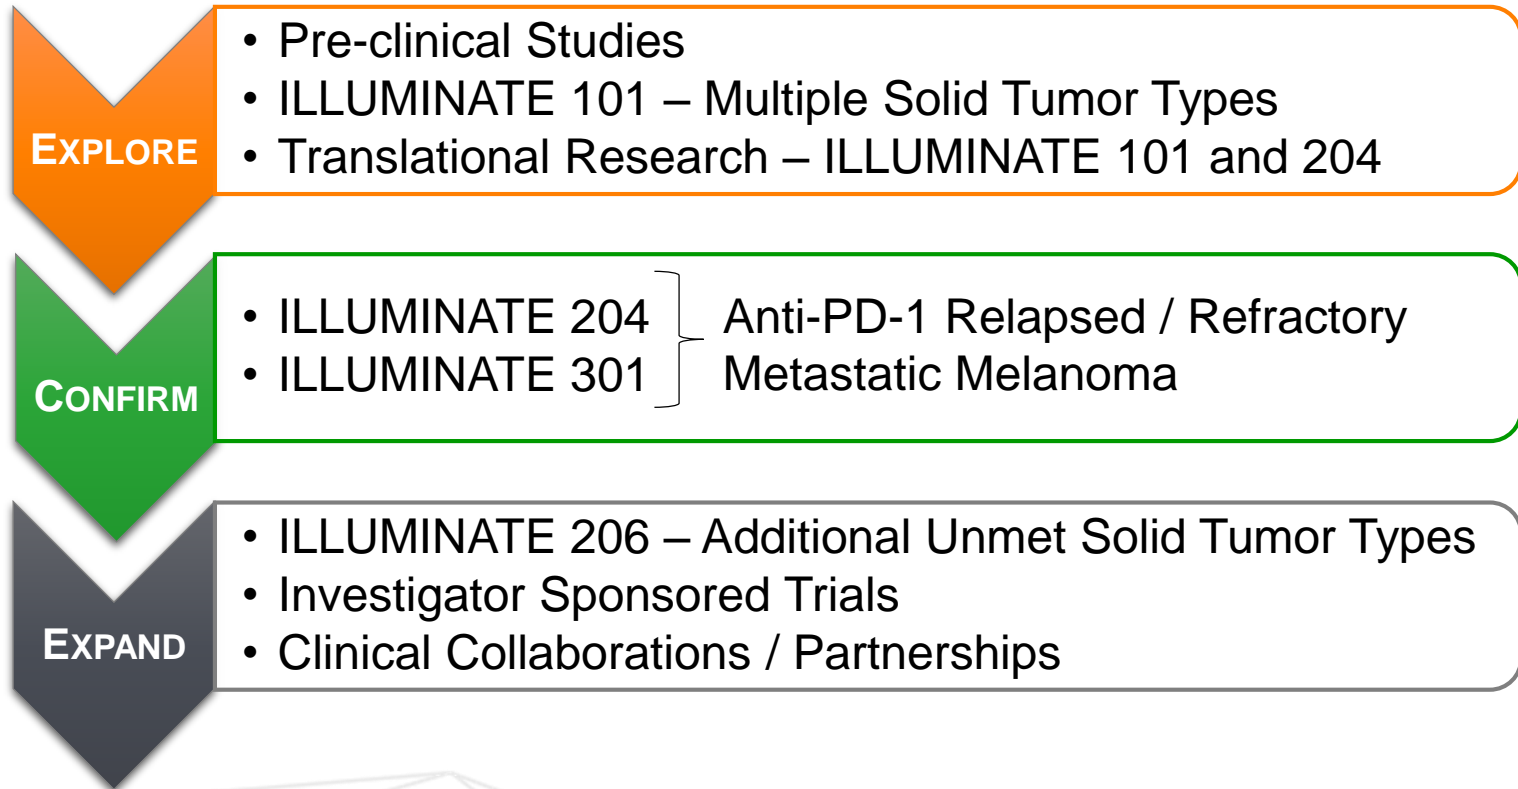 EXPLORE
• Pre-clinical Studies
• ILLUMINATE 101 – Multiple Solid Tumor Types
• Translational Research – ILLUMINATE 101 and 204
CONFIRM
• ILLUMINATE 204
• ILLUMINATE 301
Anti-PD-1 Relapsed / Refractory
Metastatic Melanoma
EXPAND
• ILLUMINATE 206 – Additional Unmet Solid Tumor Types
• Investigator Sponsored Trials
• Clinical Collaborations / Partnerships